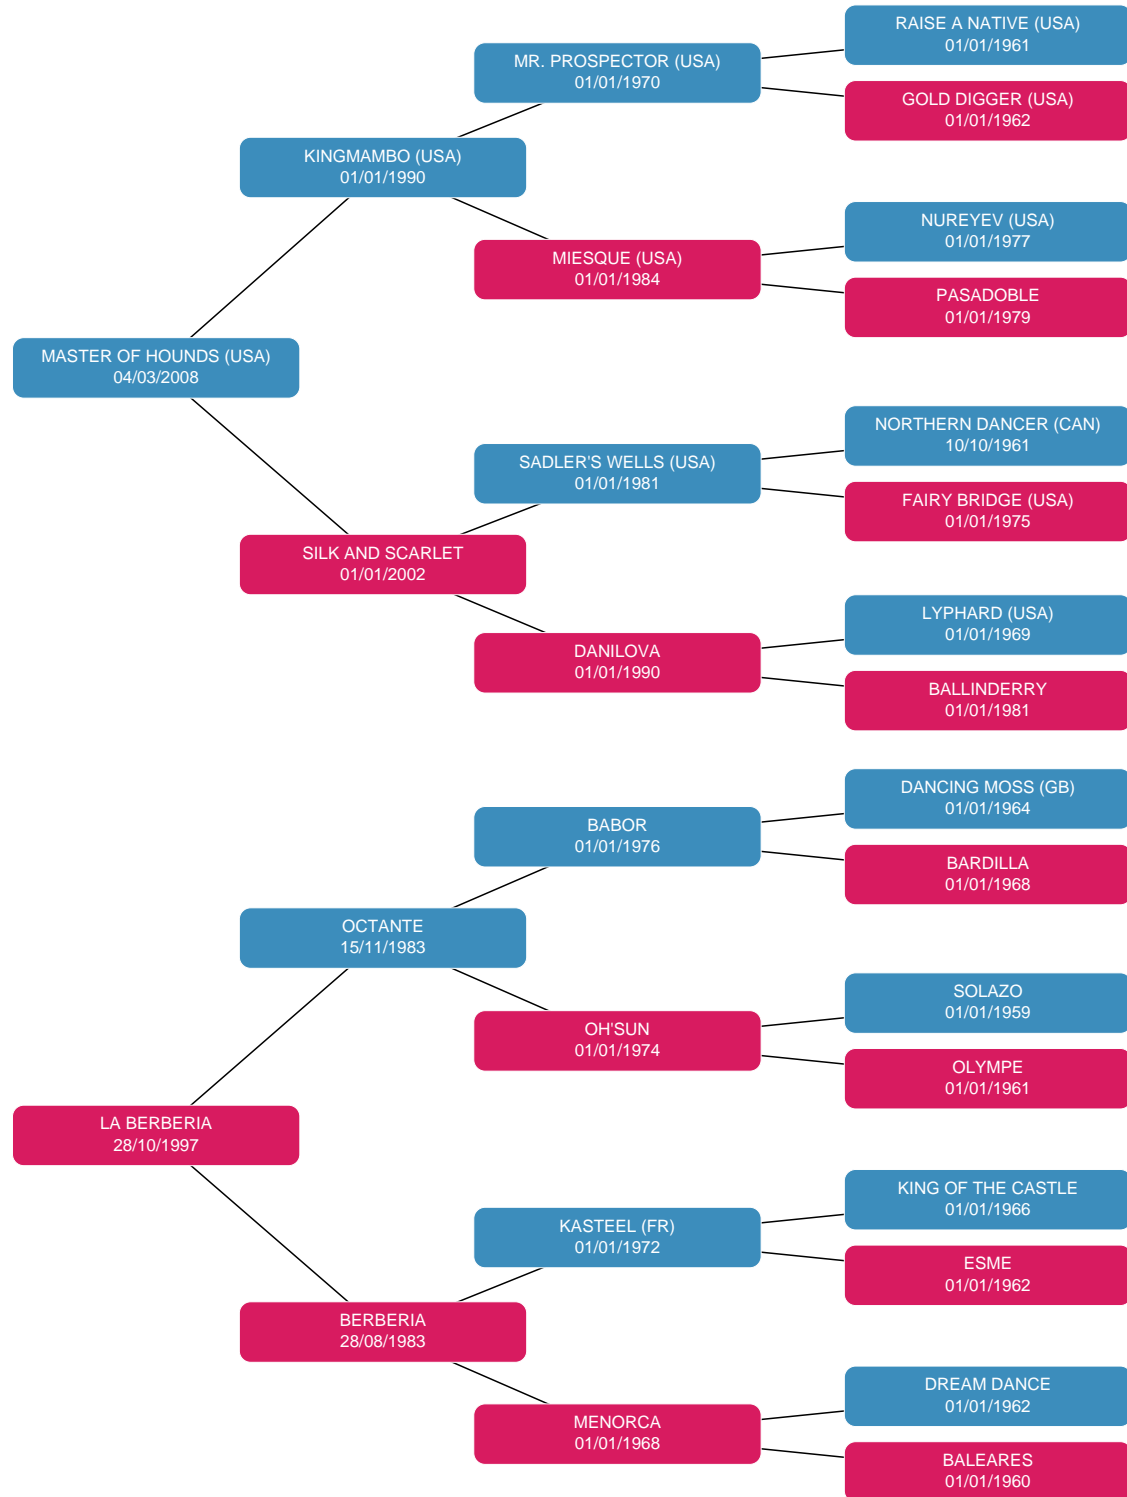 RAISE A NATIVE (USA)
01/01/1961
MR. PROSPECTOR (USA)
01/01/1970
GOLD DIGGER (USA)
01/01/1962
KINGMAMBO (USA)
01/01/1990
NUREYEV (USA)
01/01/1977
MIESQUE (USA)
01/01/1984
PASADOBLE
01/01/1979
MASTER OF HOUNDS (USA)
04/03/2008
NORTHERN DANCER (CAN)
10/10/1961
SADLER'S WELLS (USA)
01/01/1981
FAIRY BRIDGE (USA)
01/01/1975
SILK AND SCARLET
01/01/2002
LYPHARD (USA)
01/01/1969
DANILOVA
01/01/1990
BALLINDERRY
01/01/1981
DANCING MOSS (GB)
01/01/1964
BABOR
01/01/1976
BARDILLA
01/01/1968
OCTANTE
15/11/1983
SOLAZO
01/01/1959
OH'SUN
01/01/1974
OLYMPE
01/01/1961
LA BERBERIA
28/10/1997
KING OF THE CASTLE
01/01/1966
KASTEEL (FR)
01/01/1972
ESME
01/01/1962
BERBERIA
28/08/1983
DREAM DANCE
01/01/1962
MENORCA
01/01/1968
BALEARES
01/01/1960